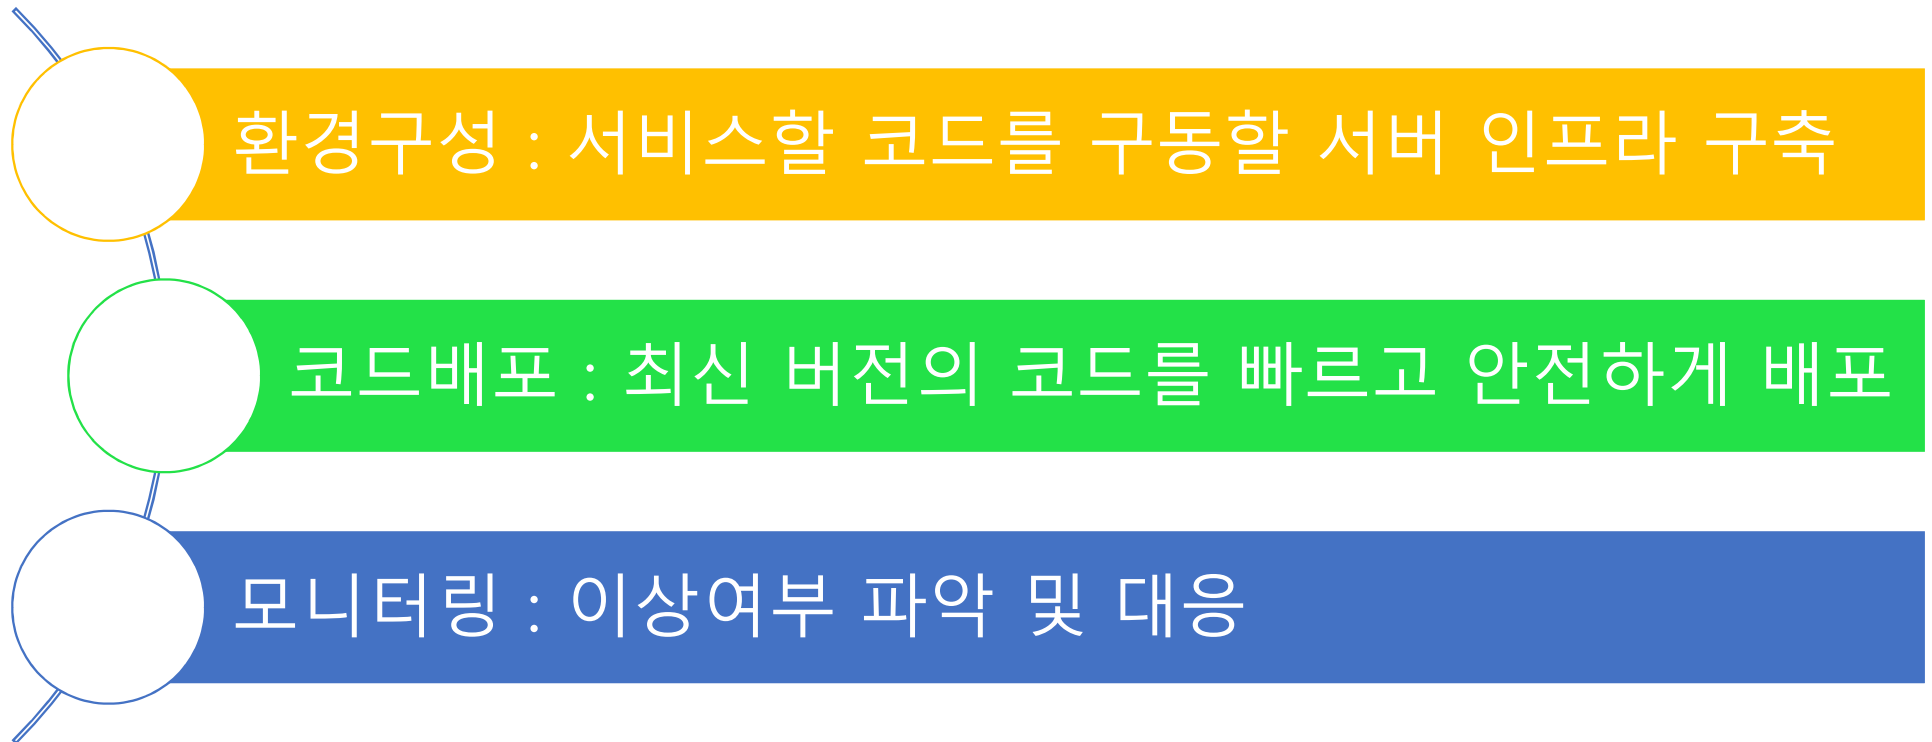 환경구성 : 서비스할 코드를 구동할 서버 인프라 구축
코드배포 : 최신 버전의 코드를 빠르고 안전하게 배포
모니터링 : 이상여부 파악 및 대응